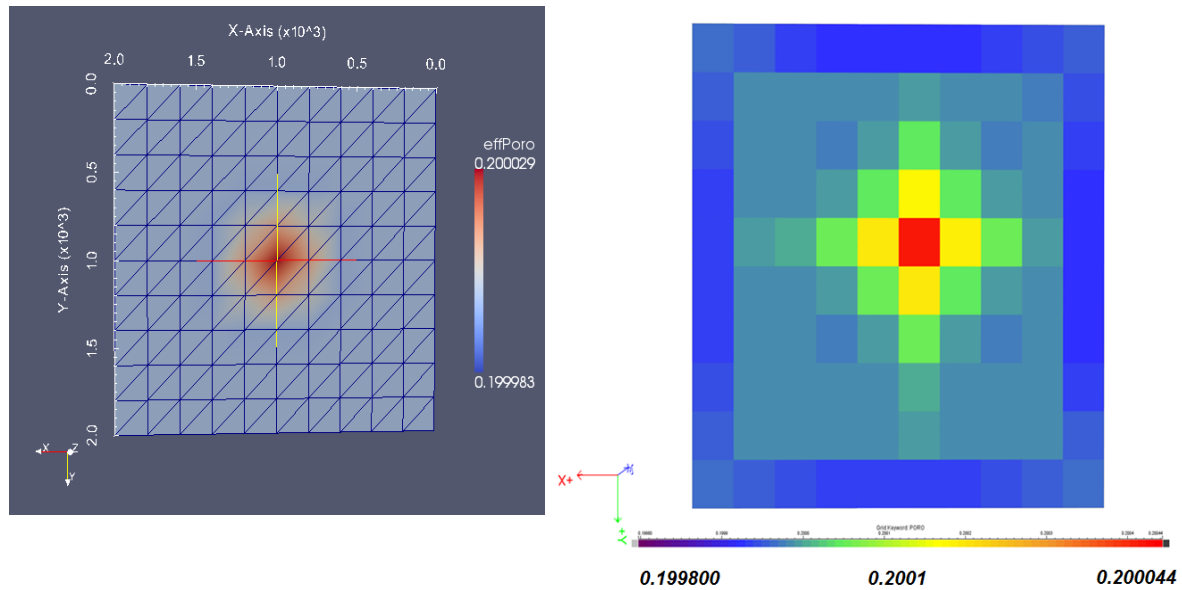 X-Axis (x10^3)
2.0 1.5 1.0 0.5 0.0
0.0
0.5
Y-Axis (x10^3)
1.0
1.5
2.0
effPoro
0.200029
0.199983
X Z
Y
X+
+Y
Grid Keyword PORO
0.199800 0.2001 0.200044